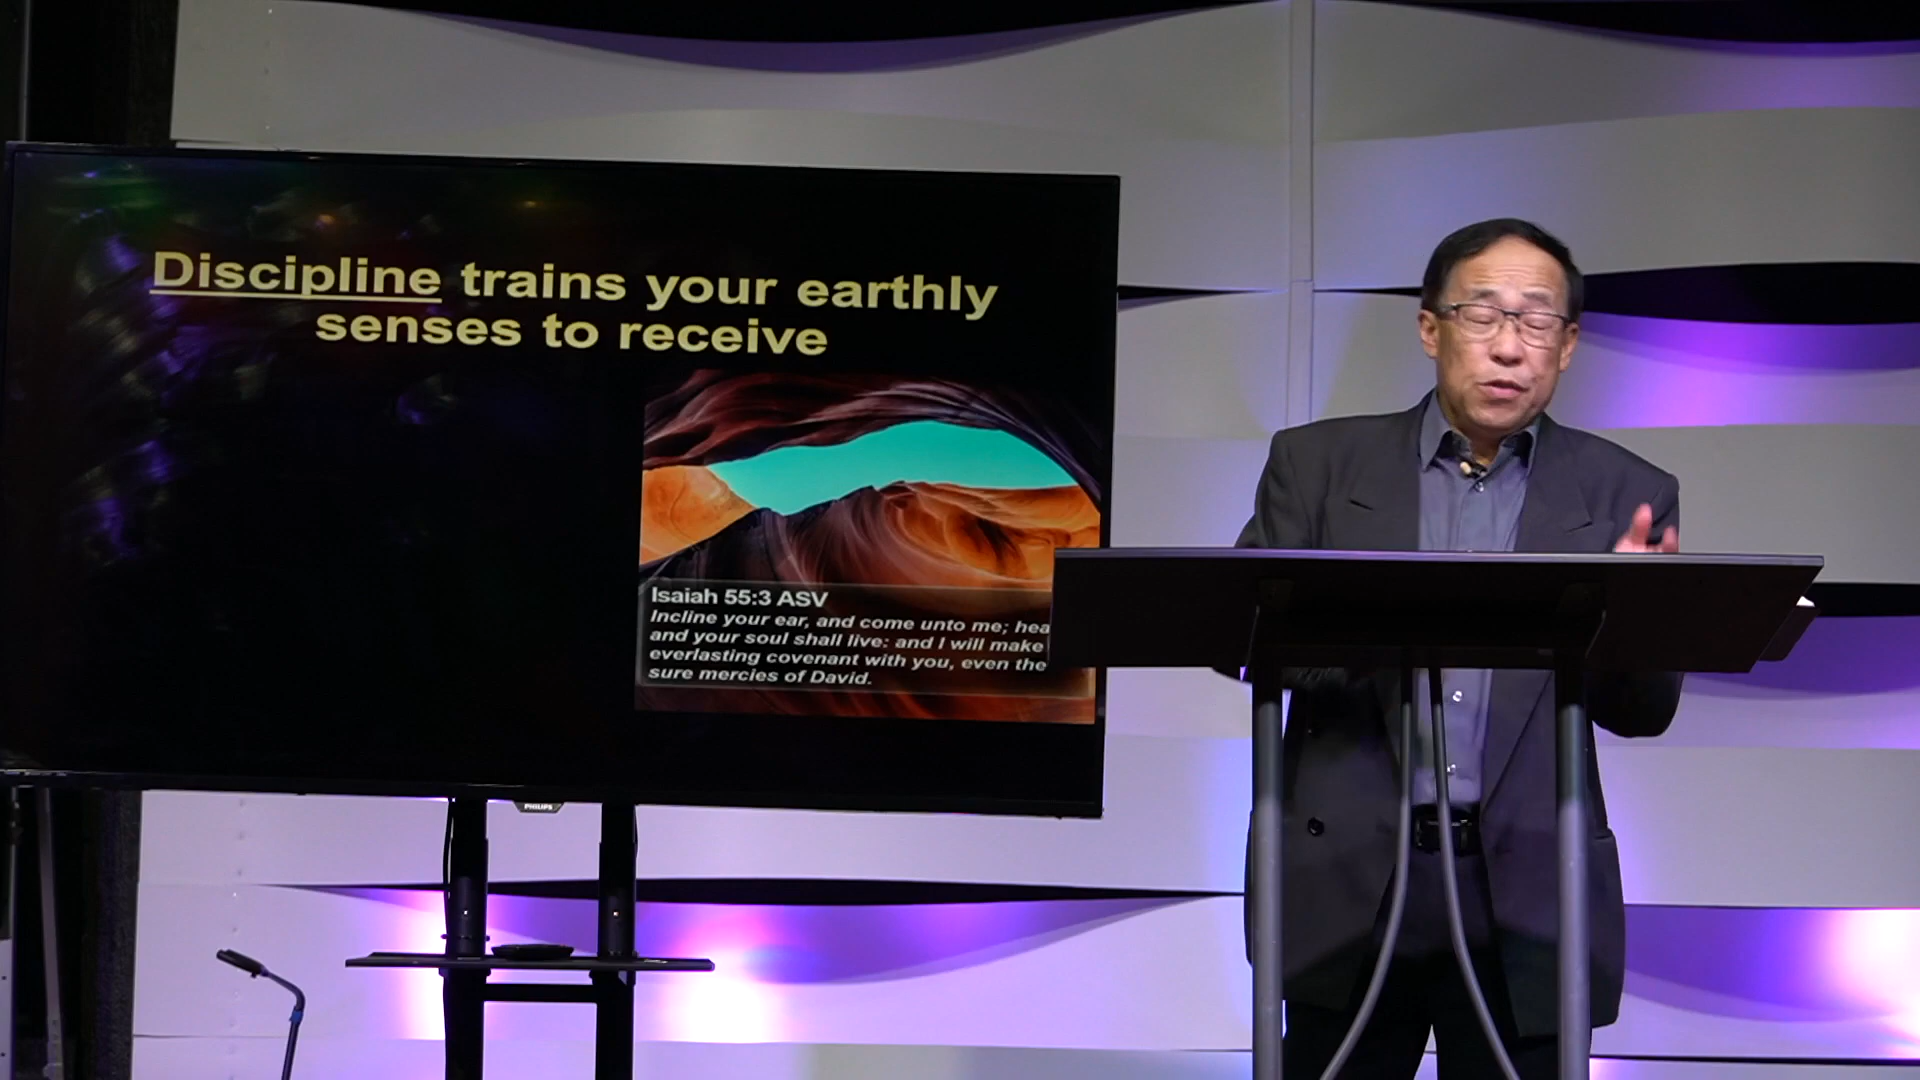 Discipline trains your earthly
senses to receive
Isaiah 55:3 ASV
Incline your ear, and come unto me; hea
and your soul shall live: and I will make
everlasting covenant with you, even the
sure mercies of David.
PHILIPS